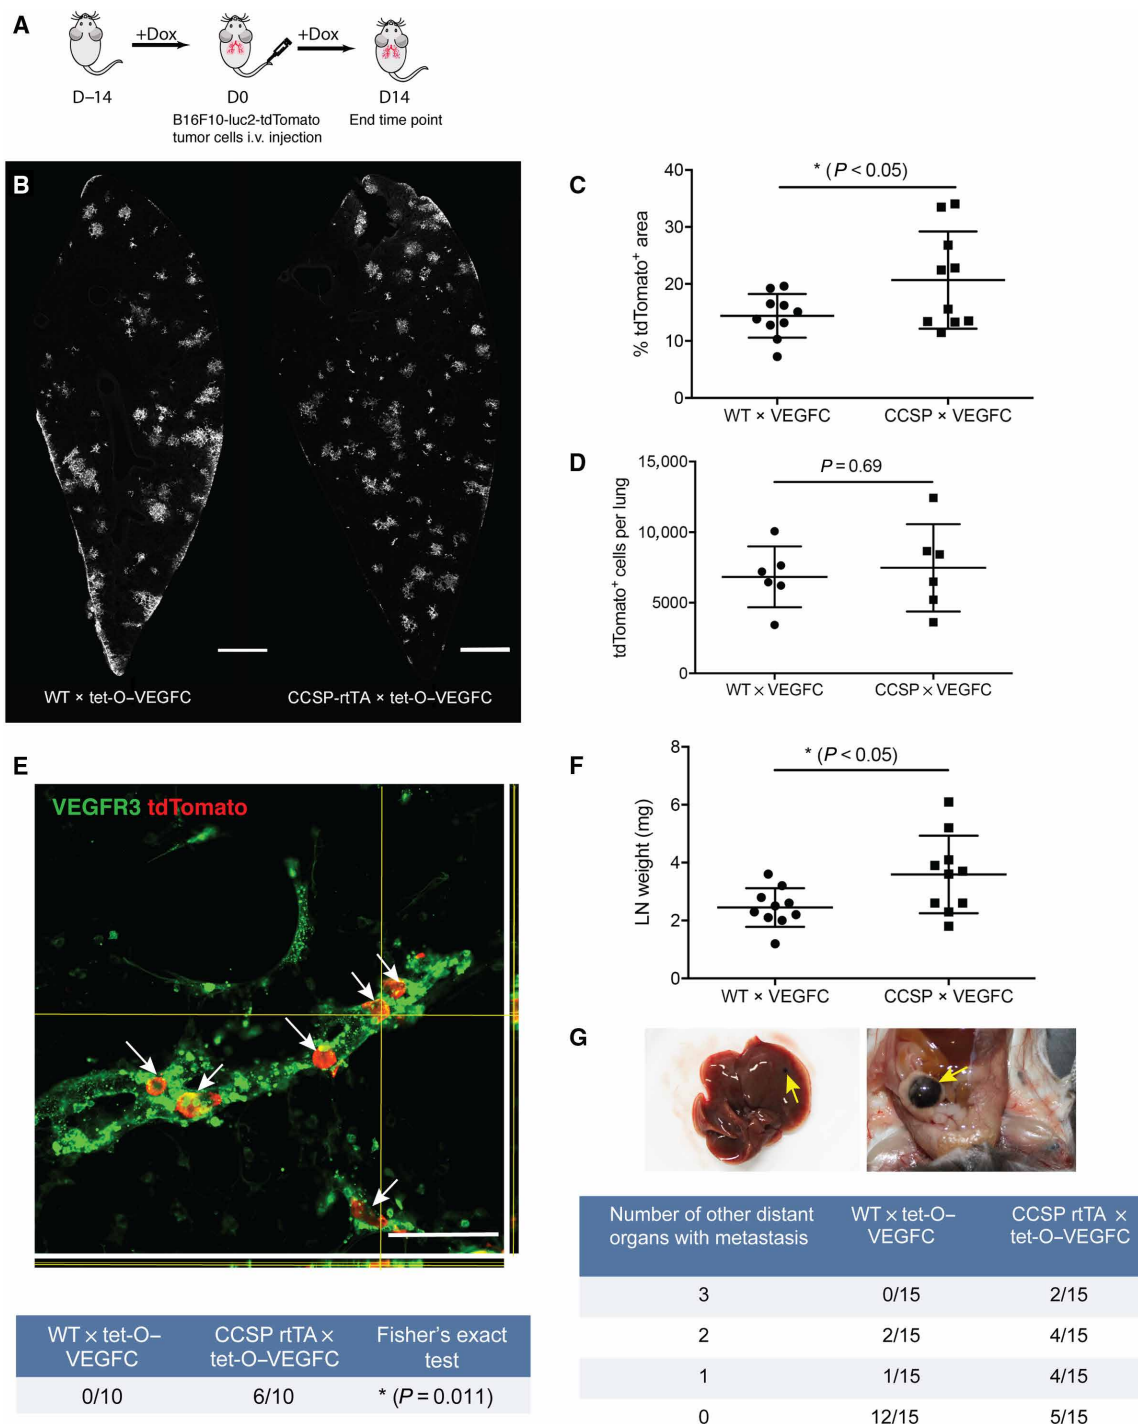 A
+Dox
+Dox
D–14
D0
D14
B16F10-luc2-tdTomato
tumor cells i.v. injection
End time point
B
WT × tet-O–VEGFC
CCSP-rtTA × tet-O–VEGFC
C
* (P < 0.05)
% tdTomato+ area
40
30
20
10
0
WT × VEGFC
CCSP × VEGFC
D
P = 0.69
tdTomato+ cells per lung
15,000
10,000
5000
0
WT × VEGFC
CCSP × VEGFC
E
VEGFR3 tdTomato
WT × tet-O–
VEGFC
CCSP rtTA ×
tet-O–VEGFC
Fisher's exact
test
0/10
6/10
* (P = 0.011)
F
* (P < 0.05)
LN weight (mg)
8
6
4
2
0
WT × VEGFC
CCSP × VEGFC
G
Number of other distant
organs with metastasis
WT × tet-O–
VEGFC
CCSP rtTA ×
tet-O–VEGFC
3
0/15
2/15
2
2/15
4/15
1
1/15
4/15
0
12/15
5/15